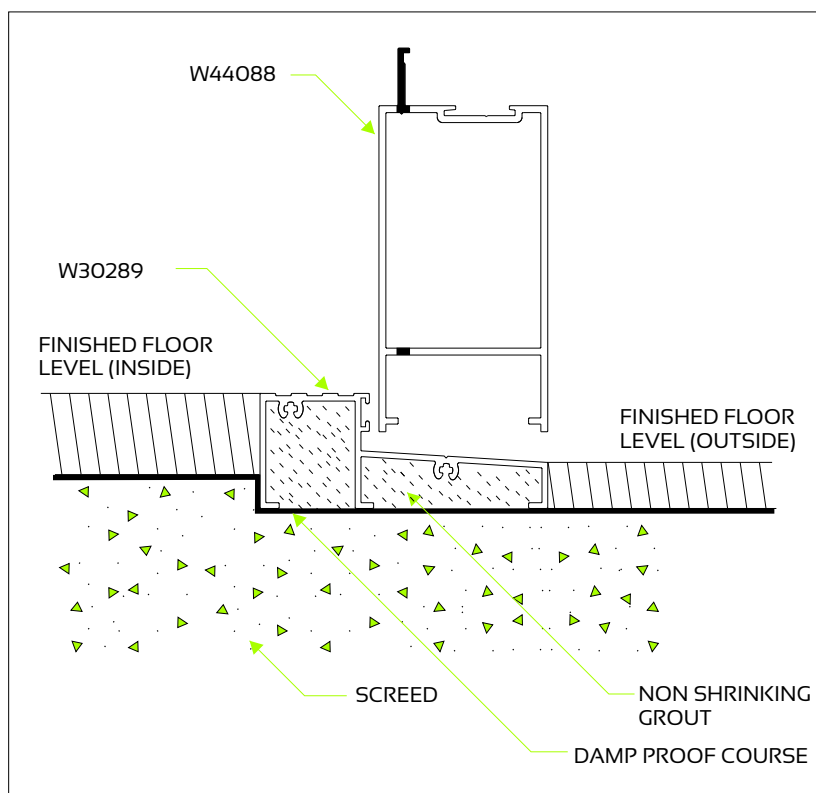 W44088
W30289
FINISHED FLOOR
LEVEL (INSIDE)
FINISHED FLOOR
LEVEL (OUTSIDE)
SCREED
NON SHRINKING
GROUT
DAMP PROOF COURSE